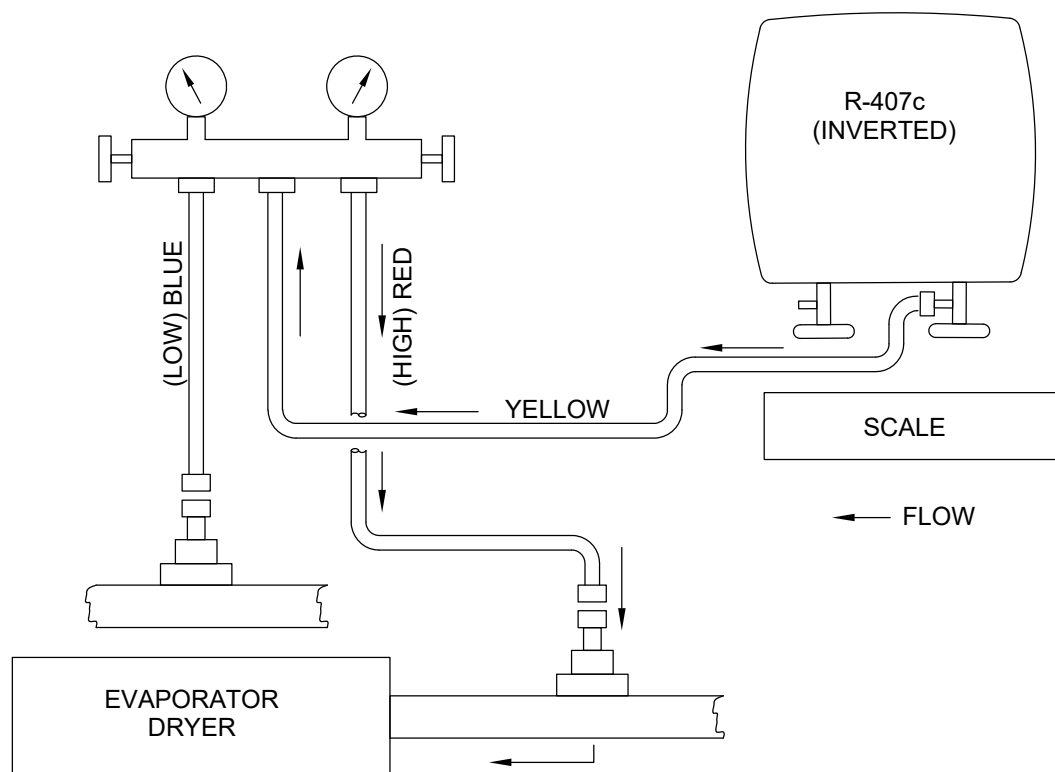 R-407c
(INVERTED)
(LOW) BLUE
(HIGH) RED
YELLOW
SCALE
FLOW
EVAPORATOR
DRYER